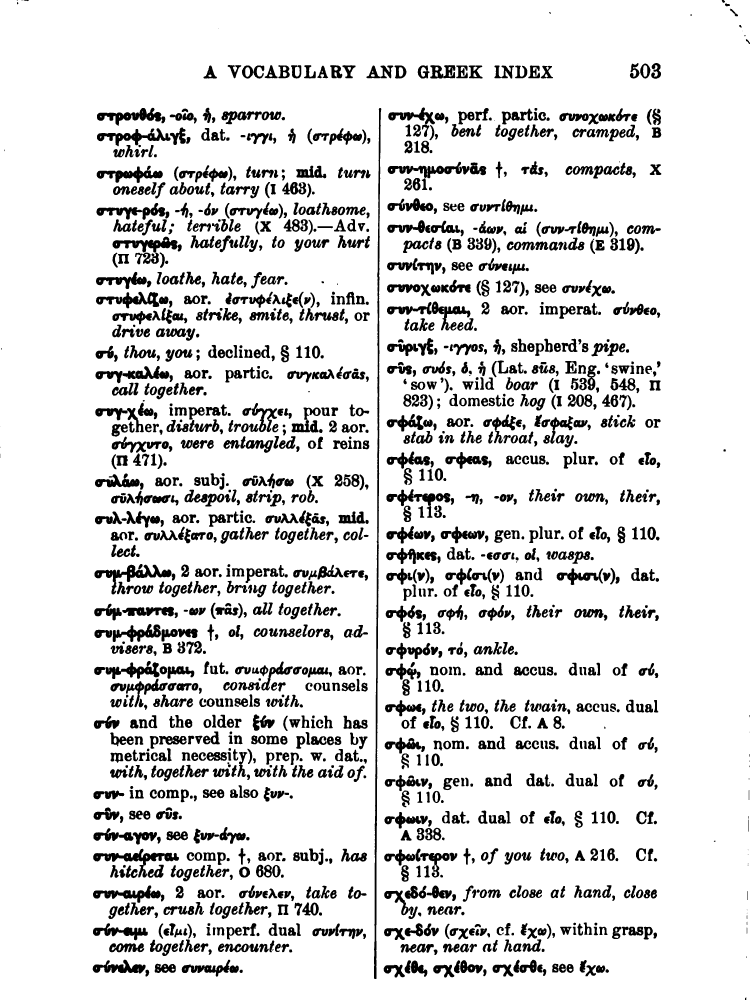 A VOCABULARY AND GREEK INDEX 503
στρουθός, -οῖο, ἡ, sparrow.
στροφ-άλιγξ, dat. -ιγγι, ἡ (στρέφω),
whirl.
στρωφάω (στρέφω), turn; mid. turn
oneself about, tarry (I 463).
στυγε-ρός, -ή, -όν (στυγέω), loathsome,
hateful; terrible (X 483).—Adv.
στυγερῶς, hatefully, to your hurt
(Π 723).
στυγέω, loathe, hate, fear.
στυφελίζω, aor. ἐστυφέλιξε(ν), infin.
στυφελίξαι, strike, smite, thrust, or
drive away.
σύ, thou, you; declined, § 110.
συγ-καλέω, aor. partic. συγκαλέσᾱς,
call together.
συγ-χέω, imperat. σύγχει, pour to-
gether, disturb, trouble; mid. 2 aor.
σύγχυτο, were entangled, of reins
(Π 471).
σῡλάω, aor. subj. σῡλήσω (X 258),
σῡλήσωσι, despoil, strip, rob.
συλ-λέγω, aor. partic. συλλέξᾱς, mid.
aor. συλλέξατο, gather together, col-
lect.
συμ-βάλλω, 2 aor. imperat. συμβάλετε,
throw together, bring together.
σύμ-παντες, -ων (πᾶς), all together.
συμ-φράδμονες †, οἱ, counselors, ad-
visers, B 372.
συμ-φράζομαι, fut. συμφράσσομαι, aor.
συμφράσσατο, consider counsels
with, share counsels with.
σύν and the older ξύν (which has
been preserved in some places by
metrical necessity), prep. w. dat.,
with, together with, with the aid of.
συν- in comp., see also ξυν-.
σῦν, see σῦς.
σύν-αγον, see ξυν-άγω.
συν-αείρεται comp. †, aor. subj., has
hitched together, O 680.
συν-αιρέω, 2 aor. σύνελεν, take to-
gether, crush together, Π 740.
σύν-ειμι (εἶμι), imperf. dual συνίτην,
come together, encounter.
σύνελεν, see συναιρέω.
συν-έχω, perf. partic. συνοχωκότε (§
127), bent together, cramped, B
218.
συν-ημοσύνᾱς †, τάς, compacts, X
261.
σύνθεο, see συντίθημι.
συν-θεσίαι, -άων, αἱ (συν-τίθημι), com-
pacts (B 339), commands (E 319).
συνίτην, see σύνειμι.
συνοχωκότε (§ 127), see συνέχω.
συν-τίθεμαι, 2 aor. imperat. σύνθεο,
take heed.
σῦριγξ, -ιγγος, ἡ, shepherd's pipe.
σῦς, συός, ὁ, ἡ (Lat. sūs, Eng. 'swine,'
'sow'). wild boar (I 539, 548, Π
823); domestic hog (I 208, 467).
σφάζω, aor. σφάξε, ἔσφαξαν, stick or
stab in the throat, slay.
σφέας, σφεας, accus. plur. of εἷο,
§ 110.
σφέτερος, -η, -ον, their own, their,
§ 113.
σφέων, σφεων, gen. plur. of εἷο, § 110.
σφῆκες, dat. -εσσι, οἱ, wasps.
σφι(ν), σφίσι(ν) and σφισι(ν), dat.
plur. of εἷο, § 110.
σφός, σφή, σφόν, their own, their,
§ 113.
σφυρόν, τό, ankle.
σφώ, nom. and accus. dual of σύ,
§ 110.
σφωε, the two, the twain, accus. dual
of εἷο, § 110. Cf. A 8.
σφῶι, nom. and accus. dual of σύ,
§ 110.
σφῶιν, gen. and dat. dual of σύ,
§ 110.
σφωιν, dat. dual of εἷο, § 110. Cf.
A 338.
σφωίτερον †, of you two, A 216. Cf.
§ 113.
σχεδό-θεν, from close at hand, close
by, near.
σχε-δόν (σχεῖν, cf. ἔχω), within grasp,
near, near at hand.
σχέθε, σχέθον, σχέσθε, see ἔχω.